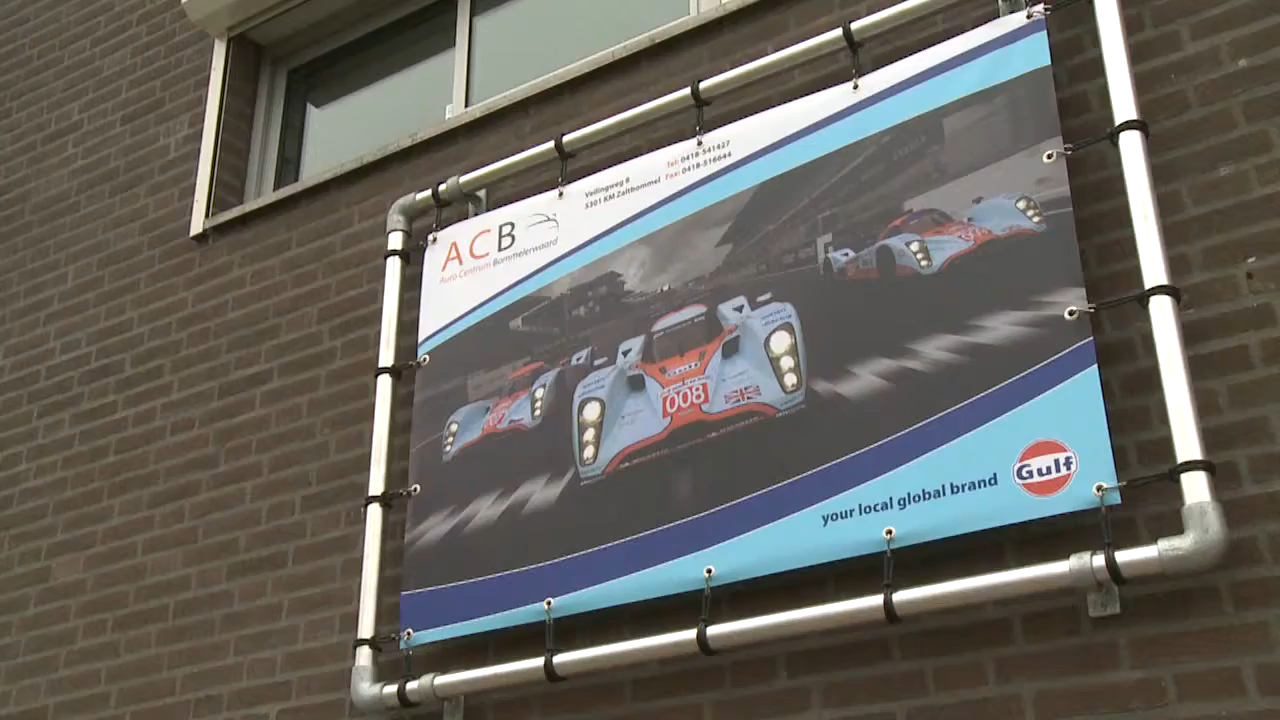 Tel: 0418-541427
Veilingweg 8 Fax: 0418-516644
5301 KM Zaltbommel
ACB
Auto Centrum Bommelerwaard
008
Gulf
your local global brand